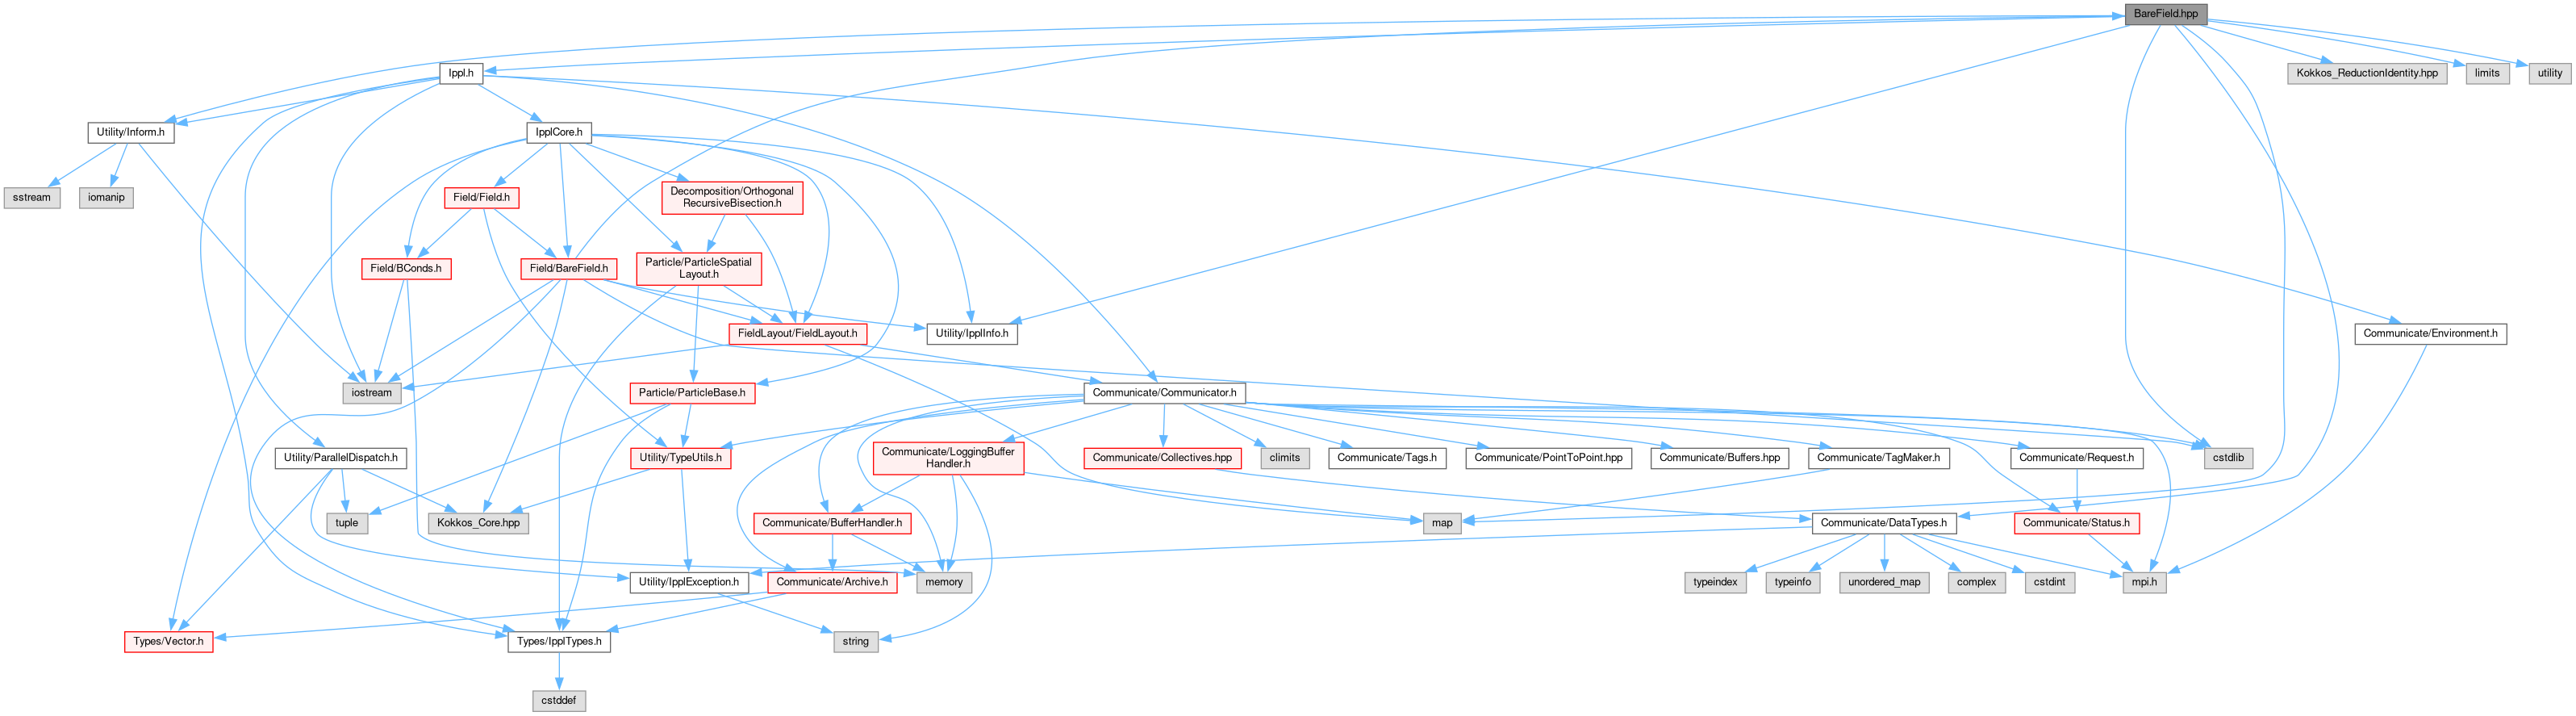 BareField.hpp
Ippl.h
Kokkos_ReductionIdentity.hpp
limits
utility
Utility/Inform.h
IpplCore.h
sstream
iomanip
Field/Field.h
Decomposition/Orthogonal
RecursiveBisection.h
Field/BConds.h
Field/BareField.h
Particle/ParticleSpatial
Layout.h
FieldLayout/FieldLayout.h
Utility/IpplInfo.h
Communicate/Environment.h
iostream
Particle/ParticleBase.h
Communicate/Communicator.h
Utility/ParallelDispatch.h
Utility/TypeUtils.h
Communicate/LoggingBuffer
Handler.h
Communicate/Collectives.hpp
climits
Communicate/Tags.h
Communicate/PointToPoint.hpp
Communicate/Buffers.hpp
Communicate/TagMaker.h
Communicate/Request.h
cstdlib
tuple
Kokkos_Core.hpp
Communicate/BufferHandler.h
map
Communicate/DataTypes.h
Communicate/Status.h
Utility/IpplException.h
Communicate/Archive.h
memory
typeindex
typeinfo
unordered_map
complex
cstdint
mpi.h
Types/Vector.h
Types/IpplTypes.h
string
cstddef